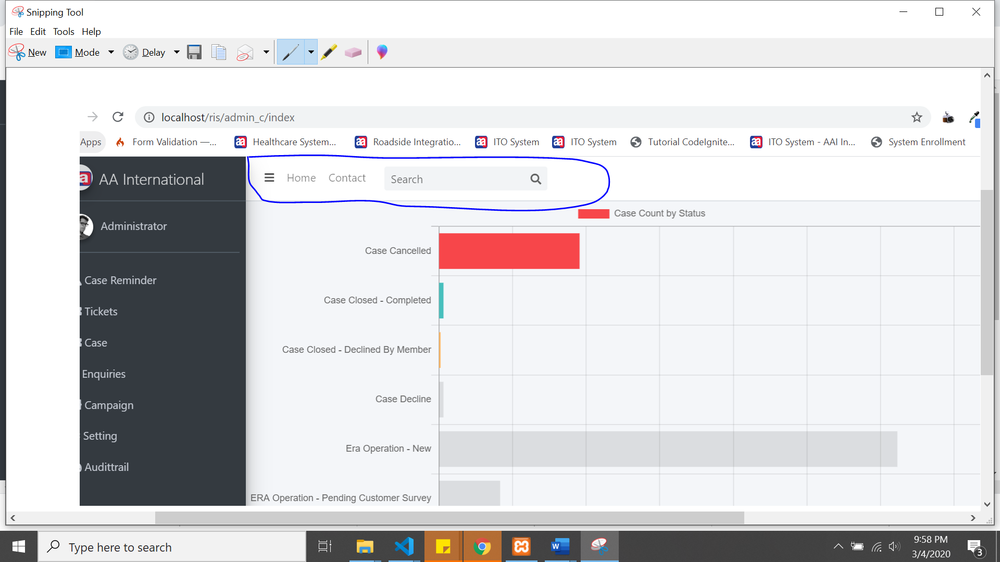 Snipping Tool
File Edit Tools Help
New Mode Delay
localhost/ris/admin_c/index
Apps Form Validation —... Healthcare System... Roadside Integratio... ITO System ITO System Tutorial CodeIgnite... ITO System - AAI In... System Enrollment
AA International
Home Contact Search
Case Count by Status
Administrator
Case Reminder
Tickets
Case
Enquiries
Campaign
Setting
Audittrail
Case Cancelled
Case Closed - Completed
Case Closed - Declined By Member
Case Decline
Era Operation - New
ERA Operation - Pending Customer Survey
Type here to search
9:58 PM
3/4/2020
3